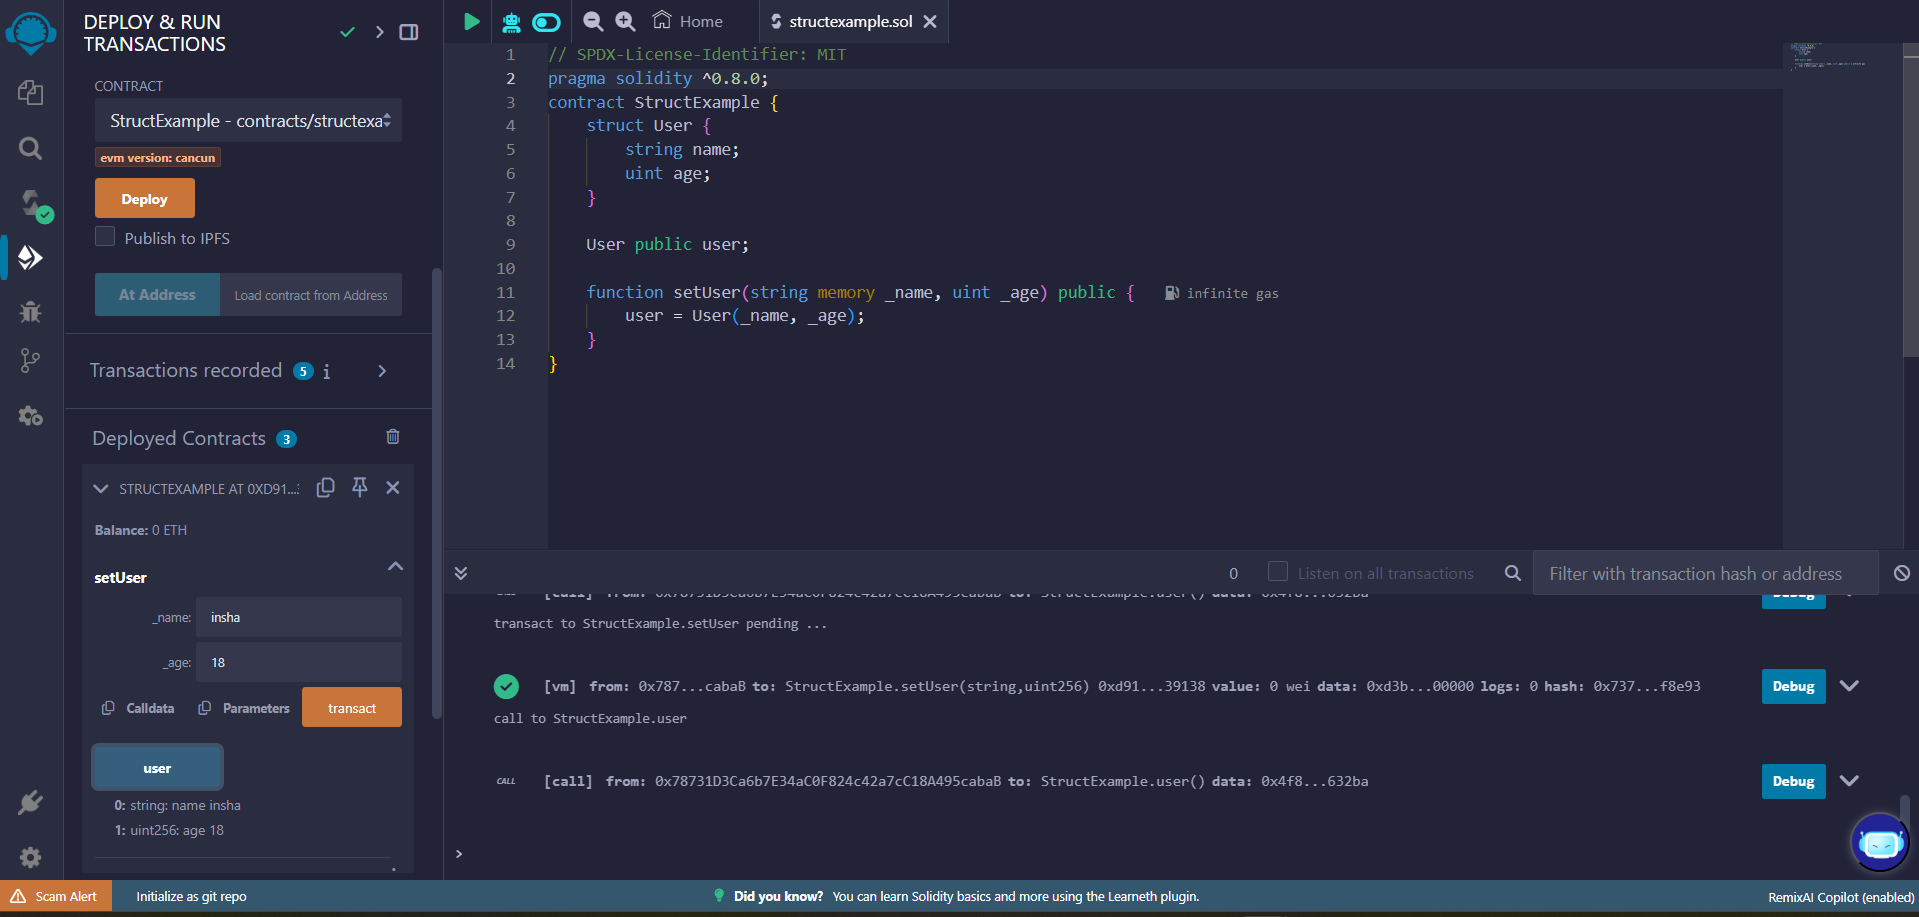 DEPLOY & RUN
TRANSACTIONS
CONTRACT
StructExample - contracts/structexa
evm version: cancun
Deploy
Publish to IPFS
At Address
Load contract from Address
Transactions recorded 5 i
Deployed Contracts 3
STRUCTEXAMPLE AT 0XD91...
Balance: 0 ETH
setUser
_name: insha
_age: 18
Calldata Parameters transact
user
0: string: name insha
1: uint256: age 18
Home
structexample.sol
1 // SPDX-License-Identifier: MIT
2 pragma solidity ^0.8.0;
3 contract StructExample {
4 struct User {
5 string name;
6 uint age;
7 }
8
9 User public user;
10
11 function setUser(string memory _name, uint _age) public { infinite gas
12 user = User(_name, _age);
13 }
14 }
0 Listen on all transactions Filter with transaction hash or address
[call] from: 0x78731D3Ca6b7E34aC0F824c42a7cC18A495cabaB to: StructExample.user() data: 0x4f8...632ba Debug
transact to StructExample.setUser pending ...
[vm] from: 0x787...cabaB to: StructExample.setUser(string,uint256) 0xd91...39138 value: 0 wei data: 0xd3b...00000 logs: 0 hash: 0x737...f8e93 Debug
call to StructExample.user
CALL [call] from: 0x78731D3Ca6b7E34aC0F824c42a7cC18A495cabaB to: StructExample.user() data: 0x4f8...632ba Debug
>
Scam Alert Initialize as git repo Did you know? You can learn Solidity basics and more using the Learneth plugin. RemixAI Copilot (enabled)